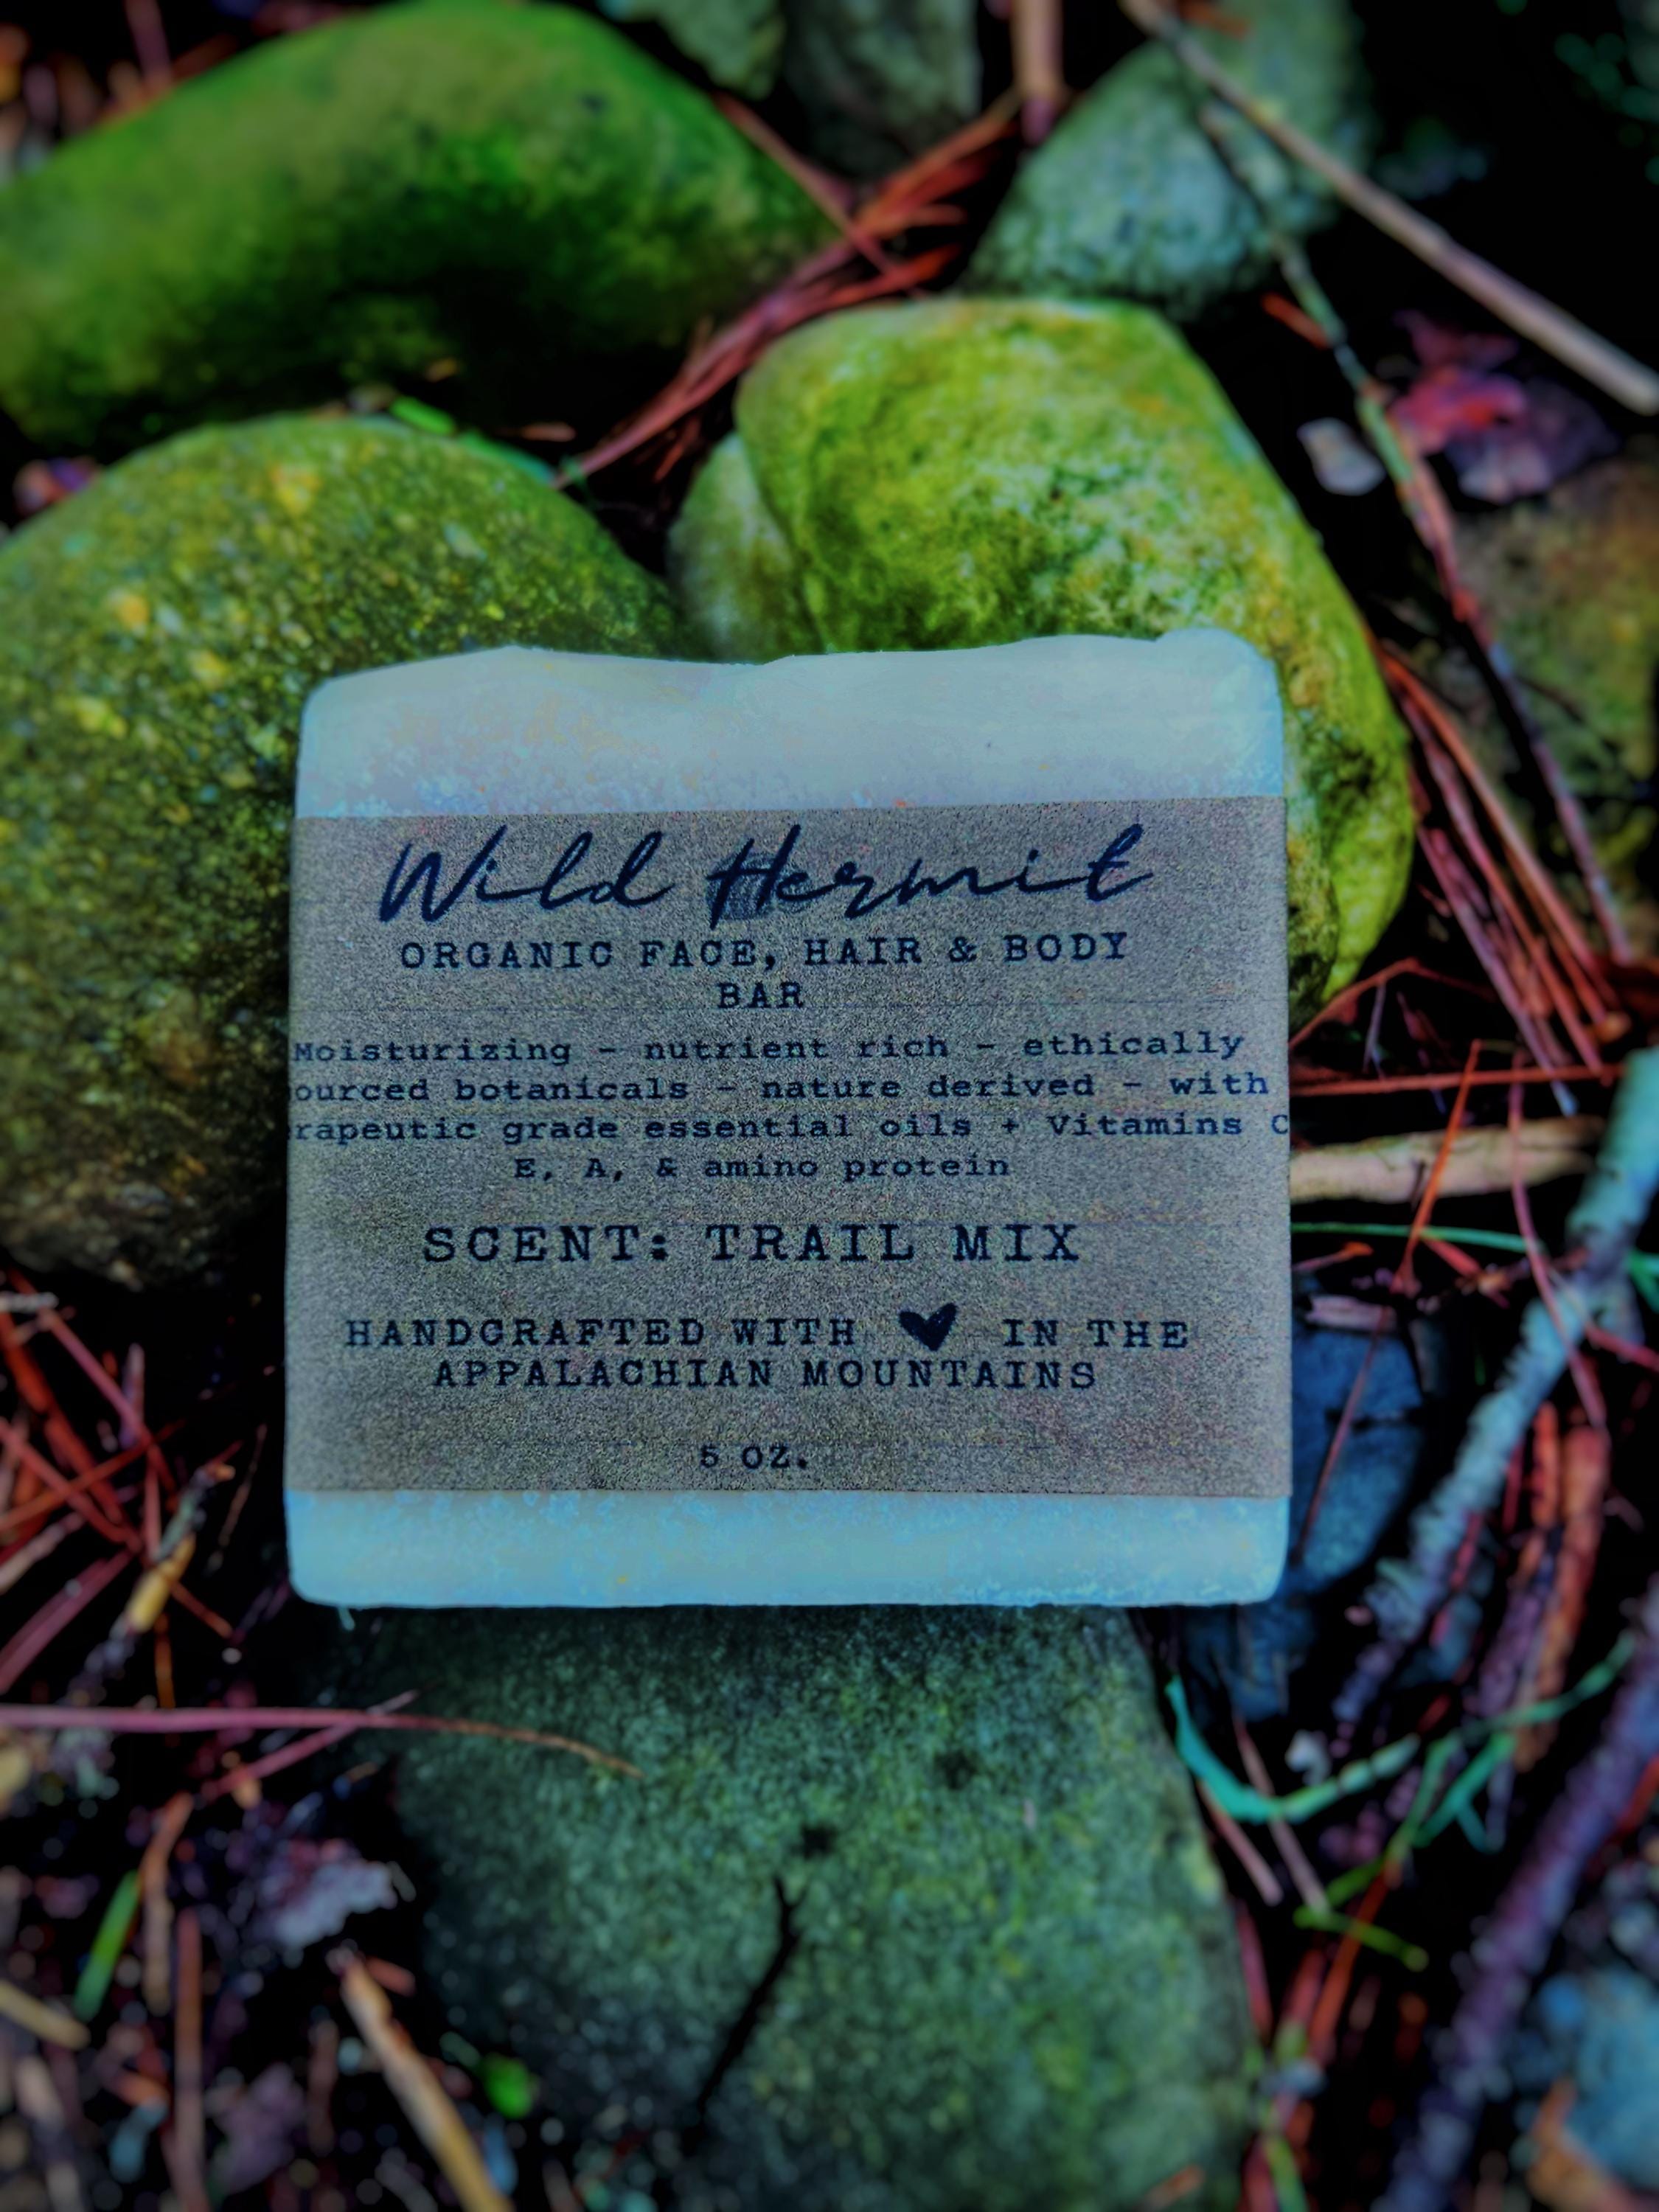 Wild Hermit
ORGANIC FACE, HAIR & BODY
BAR
Moisturizing - nutrient rich - ethically
ourced botanicals - nature derived - with
rapeutic grade essential oils + Vitamins C
E, A, & amino protein
SCENT: TRAIL MIX
HANDCRAFTED WITH ♥ IN THE
APPALACHIAN MOUNTAINS
5 OZ.